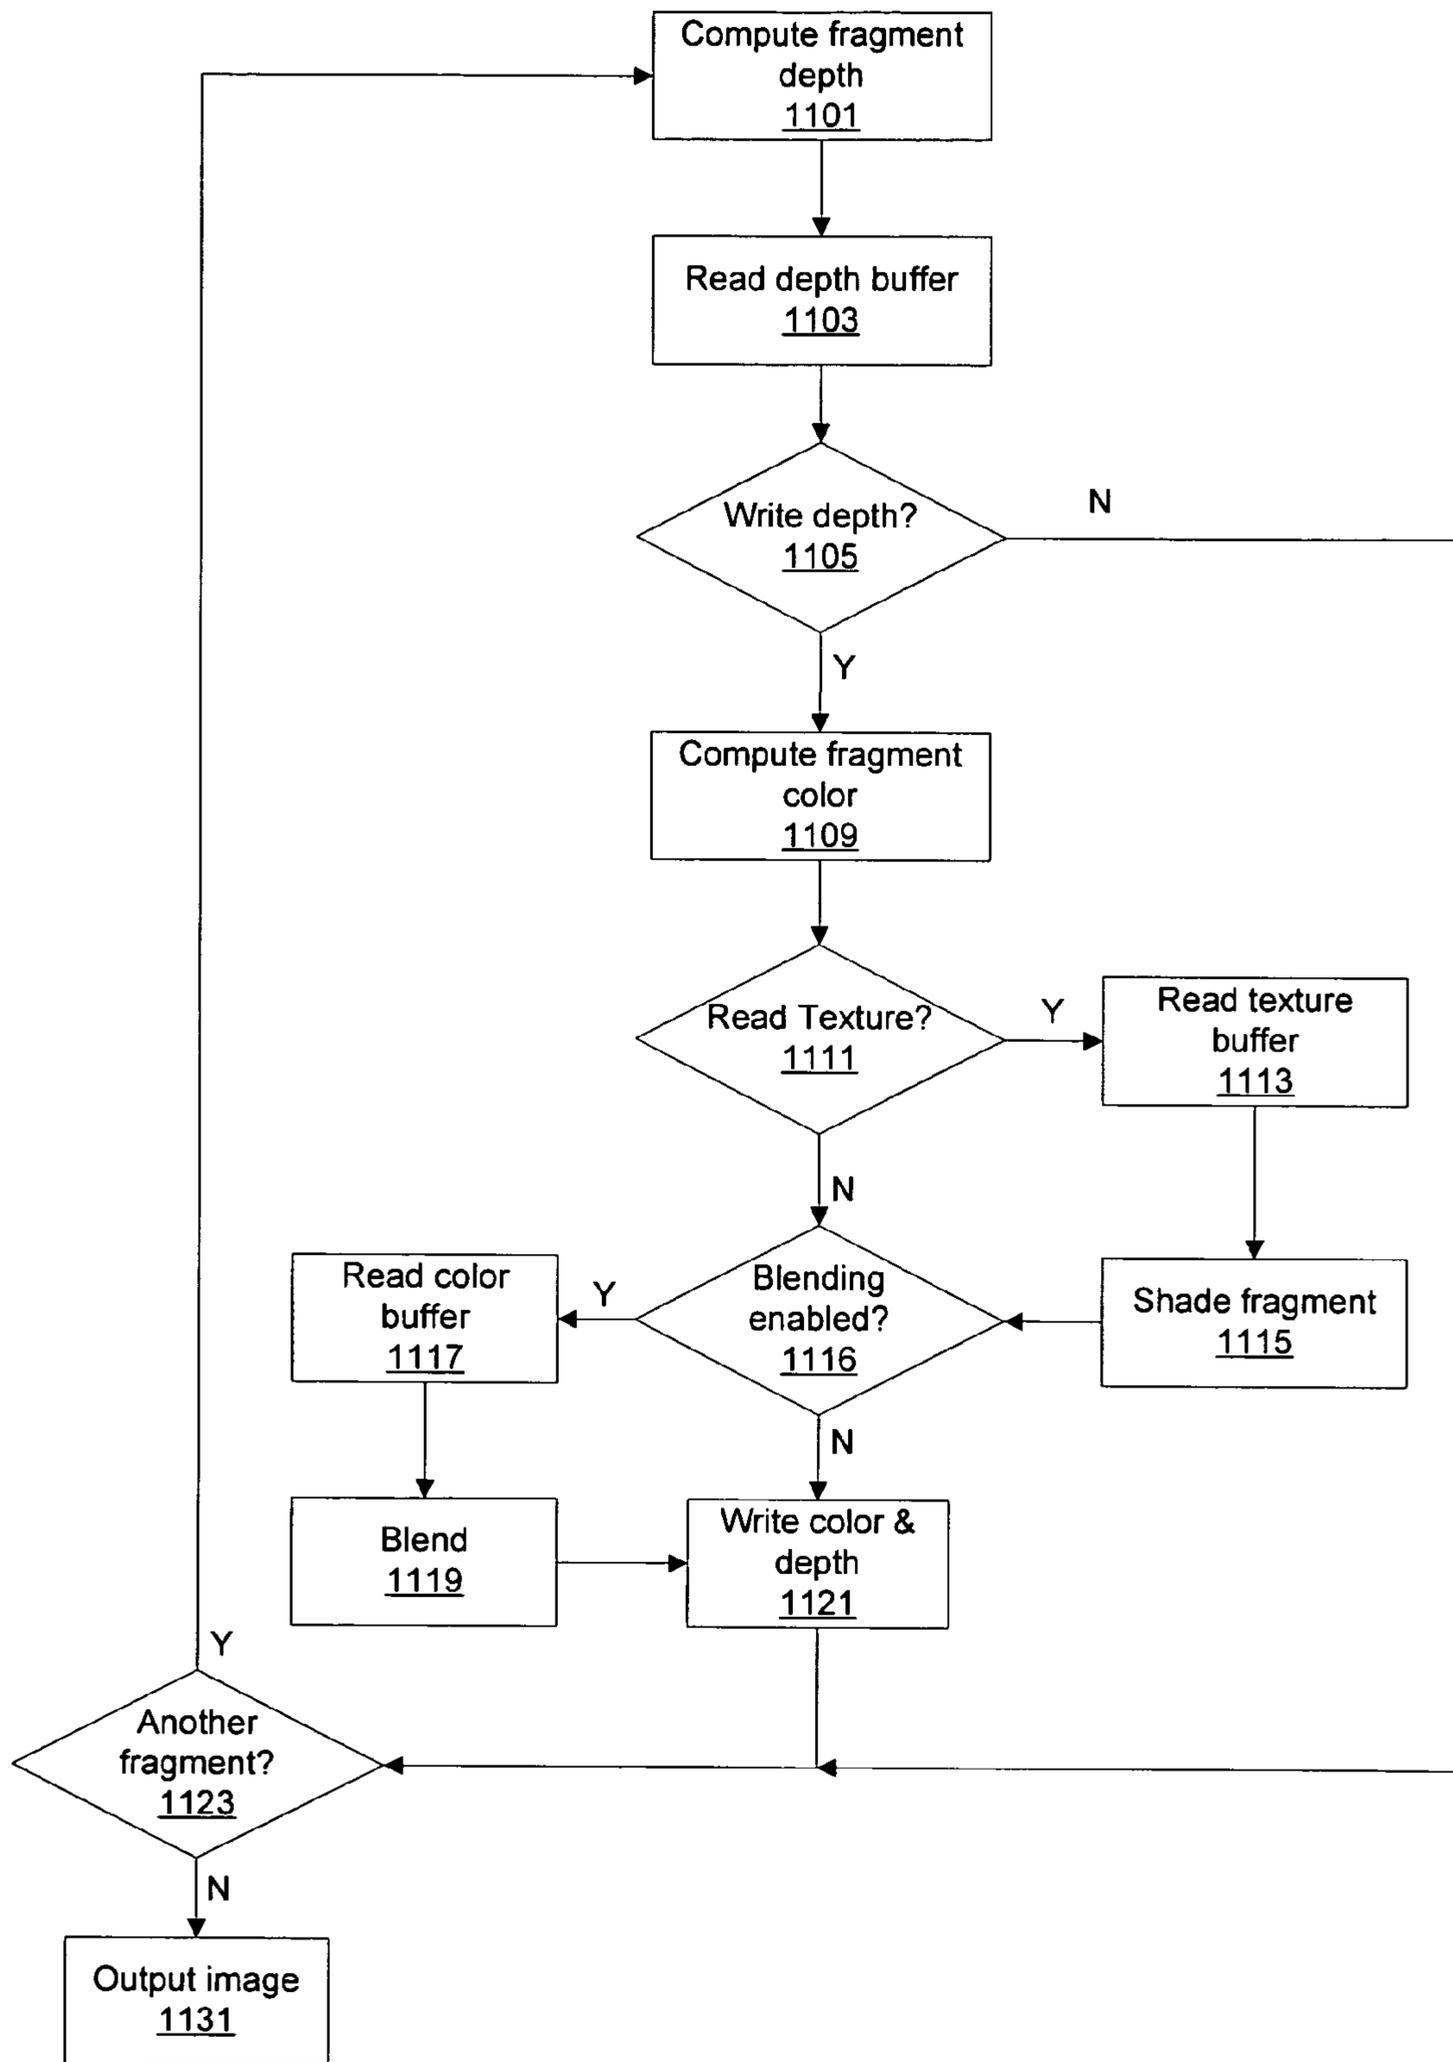 Compute fragment
depth
1101
Read depth buffer
1103
Write depth?
1105
N
Y
Compute fragment
color
1109
Read Texture?
1111
Y
Read texture
buffer
1113
N
Read color
buffer
1117
Y
Blending
enabled?
1116
Shade fragment
1115
N
Blend
1119
Write color &
depth
1121
Y
Another
fragment?
1123
N
Output image
1131